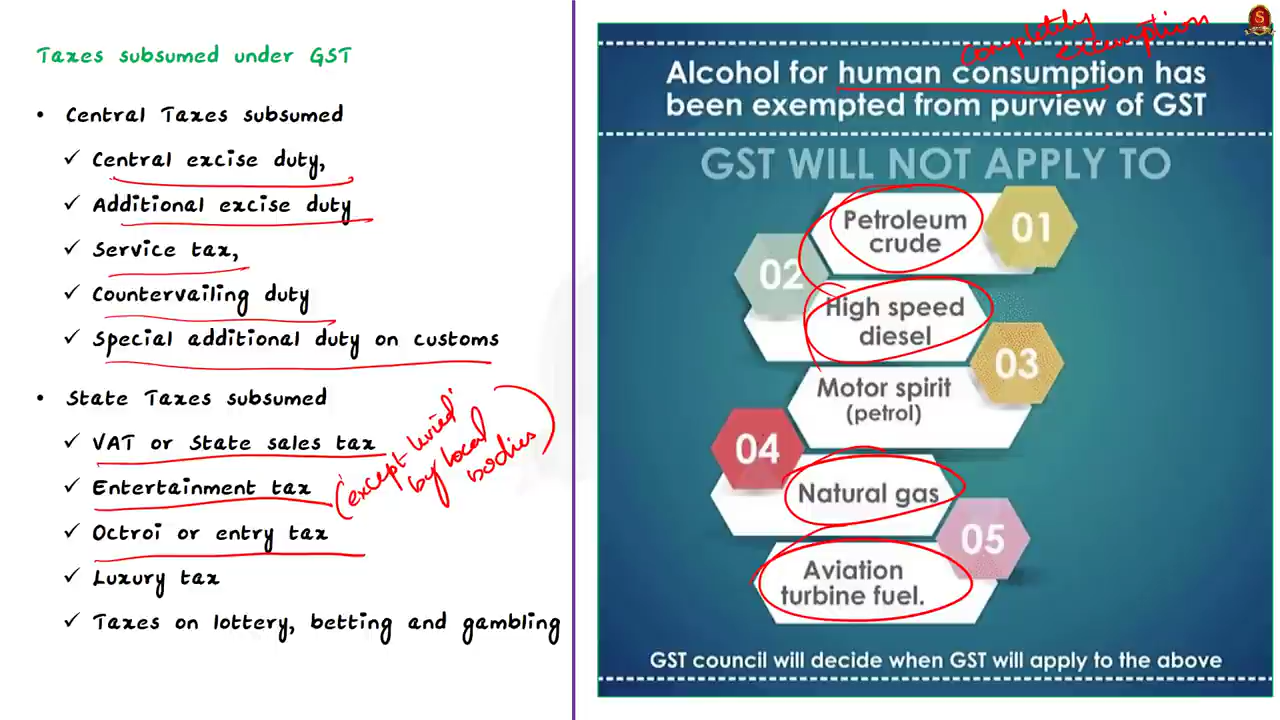 Taxes subsumed under GST
• Central Taxes subsumed
✓ Central excise duty,
✓ Additional excise duty
✓ Service tax,
✓ Countervailing duty
✓ Special additional duty on customs
• State Taxes subsumed
✓ VAT or State sales tax
✓ Entertainment tax
(except levied
by local
bodies)
✓ Octroi or entry tax
✓ Luxury tax
✓ Taxes on lottery, betting and gambling
completely
exemption
Alcohol for human consumption has
been exempted from purview of GST
GST WILL NOT APPLY TO
Petroleum
crude
01
02
High speed
diesel
03
Motor spirit
(petrol)
04
Natural gas
05
Aviation
turbine fuel.
GST council will decide when GST will apply to the above
S